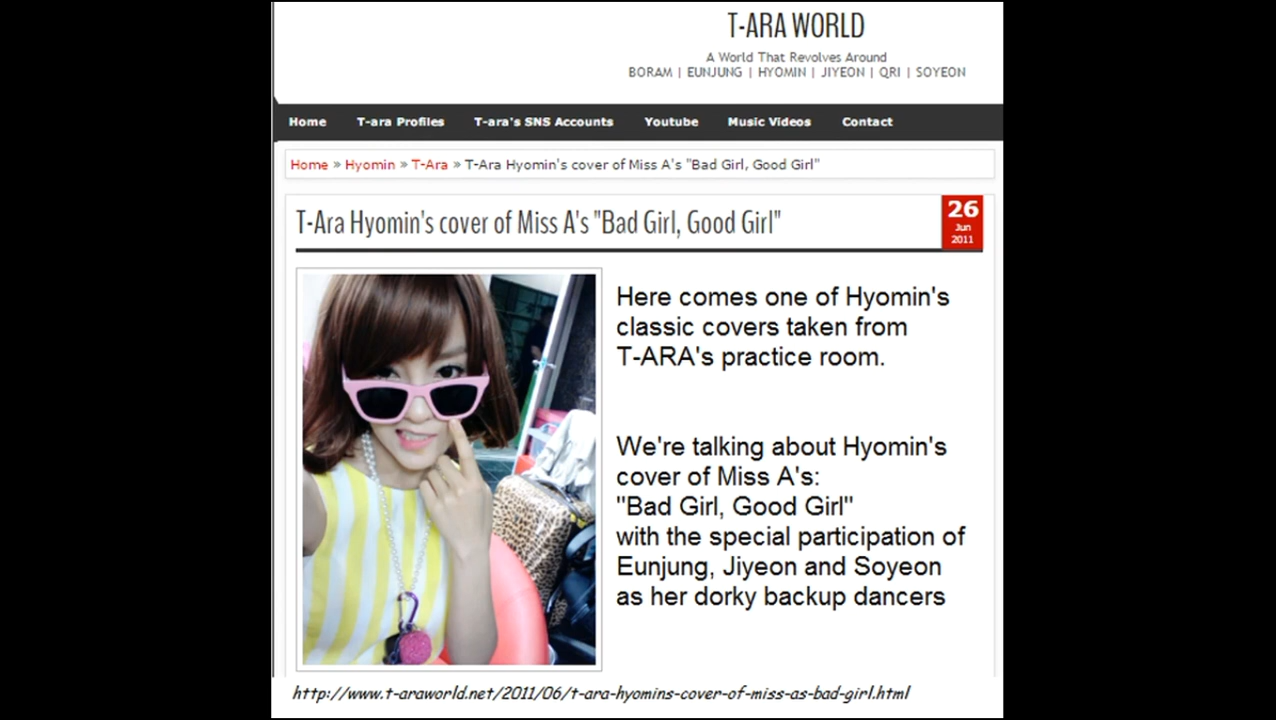 T-ARA WORLD
A World That Revolves Around
BORAM | EUNJUNG | HYOMIN | JIYEON | QRI | SOYEON
Home T-ara Profiles T-ara's SNS Accounts Youtube Music Videos Contact
Home » Hyomin » T-Ara » T-Ara Hyomin's cover of Miss A's "Bad Girl, Good Girl"
T-Ara Hyomin's cover of Miss A's "Bad Girl, Good Girl"
26
Jun
2011
Here comes one of Hyomin's
classic covers taken from
T-ARA's practice room.
We're talking about Hyomin's
cover of Miss A's:
"Bad Girl, Good Girl"
with the special participation of
Eunjung, Jiyeon and Soyeon
as her dorky backup dancers
http://www.t-araworld.net/2011/06/t-ara-hyomins-cover-of-miss-as-bad-girl.html